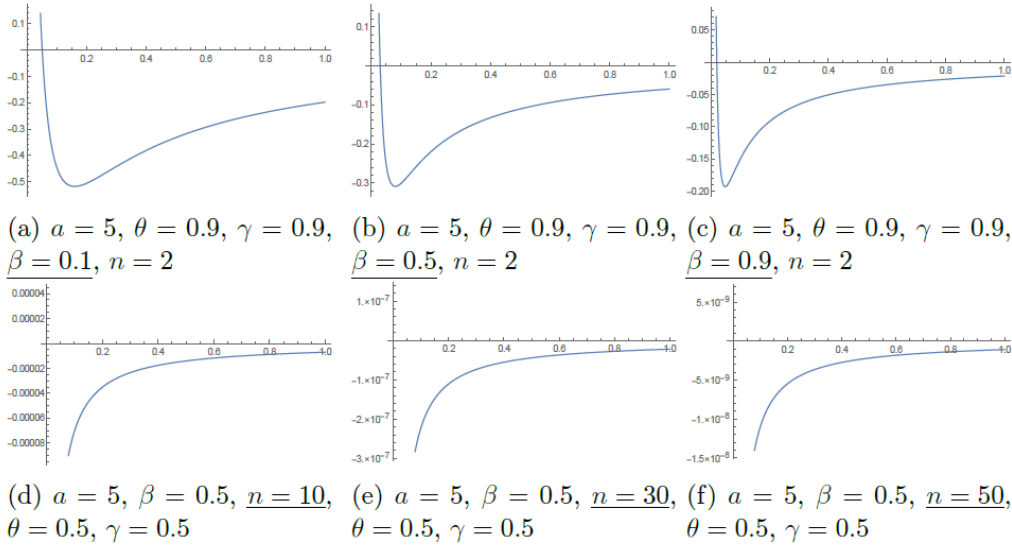 0.1
-0.1
-0.2
-0.3
-0.4
-0.5
0.2 0.4 0.6 0.8 1.0
0.1
-0.1
-0.2
-0.3
0.2 0.4 0.6 0.8 1.0
0.05
-0.05
-0.10
-0.15
-0.20
0.2 0.4 0.6 0.8 1.0
(a) a = 5, θ = 0.9, γ = 0.9,
β = 0.1, n = 2
(b) a = 5, θ = 0.9, γ = 0.9,
β = 0.5, n = 2
(c) a = 5, θ = 0.9, γ = 0.9,
β = 0.9, n = 2
0.00004
0.00002
-0.00002
-0.00004
-0.00006
-0.00008
0.2 0.4 0.6 0.8 1.0
1.×10⁻⁷
-1.×10⁻⁷
-2.×10⁻⁷
-3.×10⁻⁷
0.2 0.4 0.6 0.8 1.0
5.×10⁻⁹
-5.×10⁻⁹
-1.×10⁻⁸
-1.5×10⁻⁸
0.2 0.4 0.6 0.8 1.0
(d) a = 5, β = 0.5, n = 10,
θ = 0.5, γ = 0.5
(e) a = 5, β = 0.5, n = 30,
θ = 0.5, γ = 0.5
(f) a = 5, β = 0.5, n = 50,
θ = 0.5, γ = 0.5